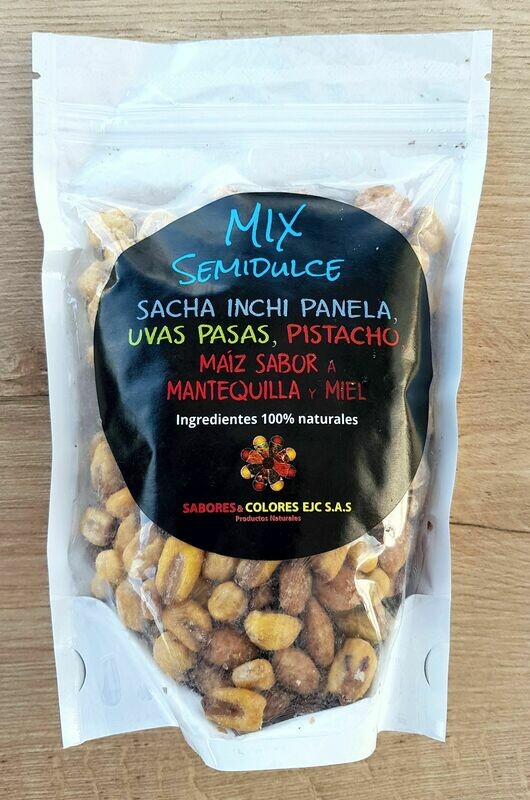 MIX
SEMIDULCE
SACHA INCHI PANELA,
UVAS PASAS, PISTACHO,
MAÍZ SABOR A
MANTEQUILLA Y MIEL
Ingredientes 100% naturales
SABORES& COLORES EJC S.A.S
Productos Naturales